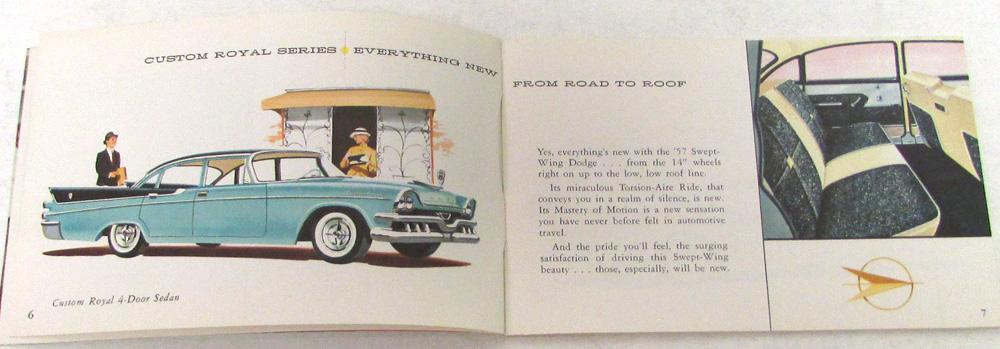 CUSTOM ROYAL SERIES EVERYTHING NEW
Custom Royal 4-Door Sedan
6
FROM ROAD TO ROOF
Yes, everything's new with the '57 Swept-
Wing Dodge . . . from the 14" wheels
right on up to the low, low roof line.
Its miraculous Torsion-Aire Ride, that
conveys you in a realm of silence, is new.
Its Mastery of Motion is a new sensation
you have never before felt in automotive
travel.
And the pride you'll feel, the surging
satisfaction of driving this Swept-Wing
beauty . . . those, especially, will be new.
7